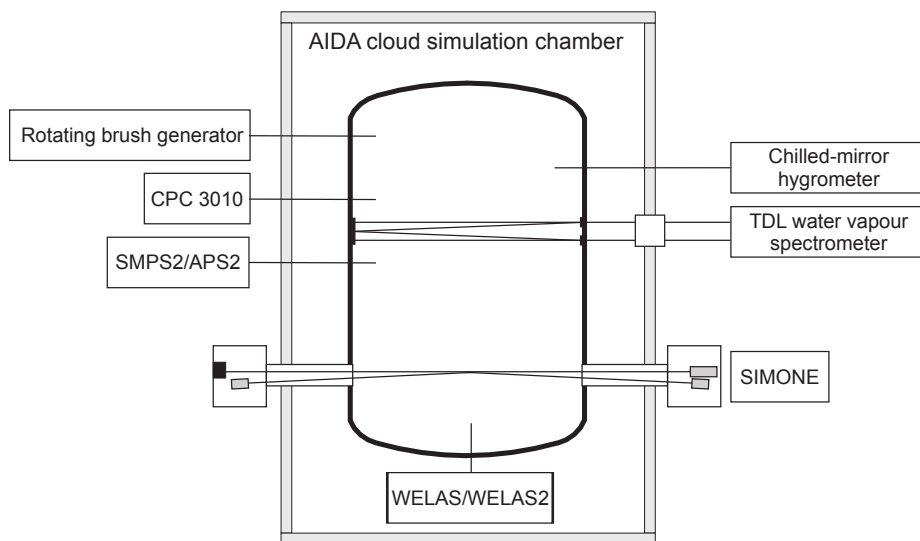 AIDA cloud simulation chamber
Rotating brush generator
CPC 3010
SMPS2/APS2
Chilled-mirror
hygrometer
TDL water vapour
spectrometer
SIMONE
WELAS/WELAS2